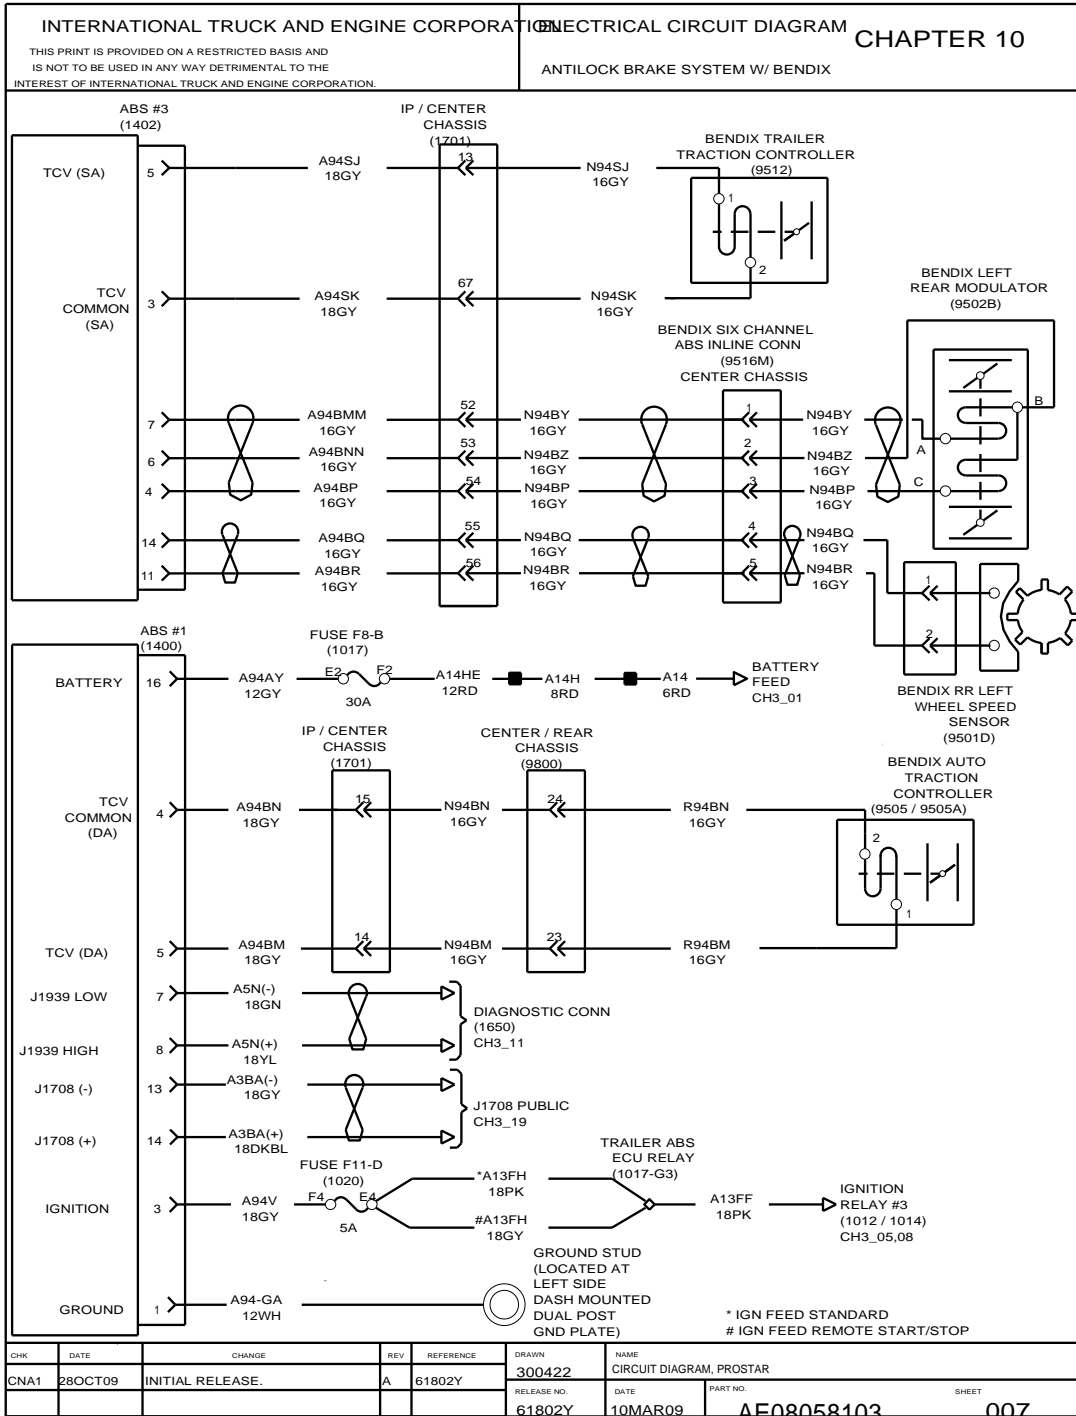 INTERNATIONAL TRUCK AND ENGINE CORPORATION
ELECTRICAL CIRCUIT DIAGRAM
CHAPTER 10
THIS PRINT IS PROVIDED ON A RESTRICTED BASIS AND
IS NOT TO BE USED IN ANY WAY DETRIMENTAL TO THE
INTEREST OF INTERNATIONAL TRUCK AND ENGINE CORPORATION.
ANTILOCK BRAKE SYSTEM W/ BENDIX
ABS #3
(1402)
IP / CENTER
CHASSIS
(1701)
BENDIX TRAILER
TRACTION CONTROLLER
(9512)
TCV (SA)
5
A94SJ
18GY
13
N94SJ
16GY
1
2
TCV
COMMON
(SA)
3
A94SK
18GY
67
N94SK
16GY
BENDIX LEFT
REAR MODULATOR
(9502B)
BENDIX SIX CHANNEL
ABS INLINE CONN
(9516M)
CENTER CHASSIS
7
A94BMM
16GY
52
N94BY
16GY
1
N94BY
16GY
A
B
6
A94BNN
16GY
53
N94BZ
16GY
2
N94BZ
16GY
4
A94BP
16GY
54
N94BP
16GY
3
N94BP
16GY
C
14
A94BQ
16GY
55
N94BQ
16GY
4
N94BQ
16GY
11
A94BR
16GY
56
N94BR
16GY
5
N94BR
16GY
1
2
BENDIX RR LEFT
WHEEL SPEED
SENSOR
(9501D)
ABS #1
(1400)
FUSE F8-B
(1017)
BATTERY
16
A94AY
12GY
E2
F2
30A
A14HE
12RD
A14H
8RD
A14
6RD
BATTERY
FEED
CH3_01
IP / CENTER
CHASSIS
(1701)
CENTER / REAR
CHASSIS
(9800)
BENDIX AUTO
TRACTION
CONTROLLER
(9505 / 9505A)
TCV
COMMON
(DA)
4
A94BN
18GY
15
N94BN
16GY
24
R94BN
16GY
2
1
TCV (DA)
5
A94BM
18GY
14
N94BM
16GY
23
R94BM
16GY
J1939 LOW
7
A5N(-)
18GN
DIAGNOSTIC CONN
(1650)
CH3_11
J1939 HIGH
8
A5N(+)
18YL
J1708 (-)
13
A3BA(-)
18GY
J1708 PUBLIC
CH3_19
J1708 (+)
14
A3BA(+)
18DKBL
FUSE F11-D
(1020)
TRAILER ABS
ECU RELAY
(1017-G3)
IGNITION
3
A94V
18GY
F4
E4
5A
*A13FH
18PK
#A13FH
18GY
A13FF
18PK
IGNITION
RELAY #3
(1012 / 1014)
CH3_05,08
GROUND
1
A94-GA
12WH
GROUND STUD
(LOCATED AT
LEFT SIDE
DASH MOUNTED
DUAL POST
GND PLATE)
* IGN FEED STANDARD
# IGN FEED REMOTE START/STOP
CHK DATE CHANGE REV REFERENCE
CNA1 28OCT09 INITIAL RELEASE. A 61802Y
DRAWN
300422
NAME
CIRCUIT DIAGRAM, PROSTAR
RELEASE NO.
61802Y
DATE
10MAR09
PART NO.
AE08058103
SHEET
007